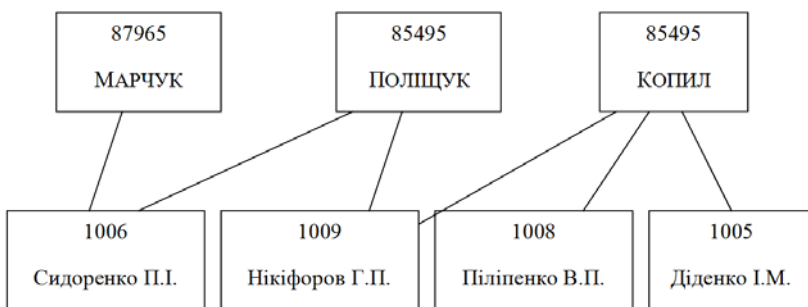 87965
МАРЧУК
85495
ПОЛІЩУК
85495
КОПИЛ
1006
Сидоренко П.І.
1009
Нікіфоров Г.П.
1008
Піліпенко В.П.
1005
Діденко І.М.